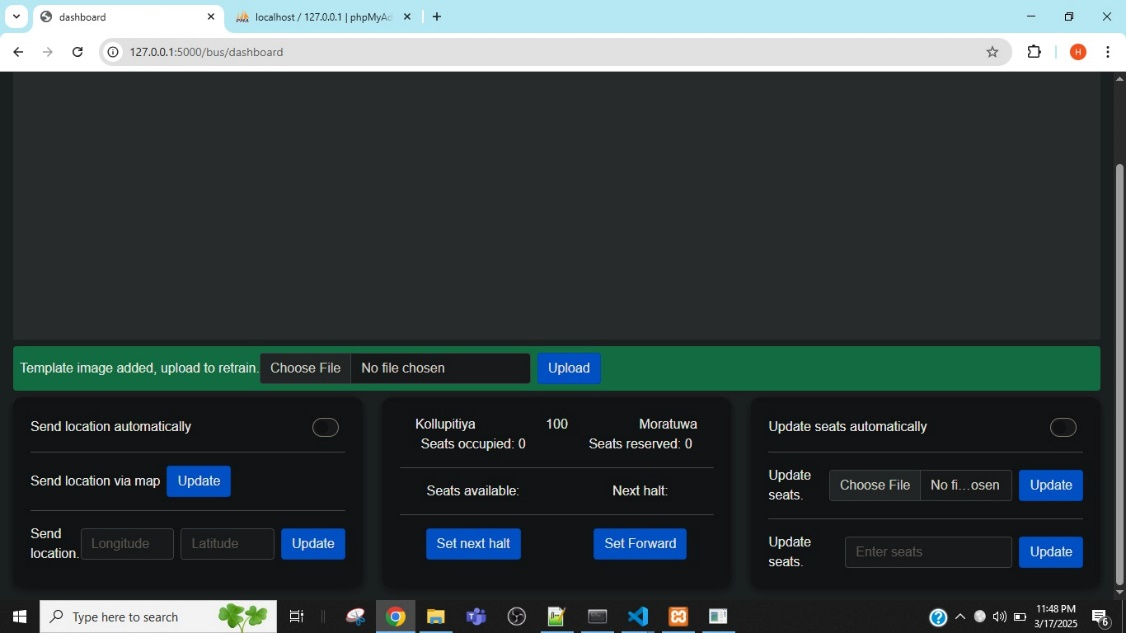 dashboard
localhost / 127.0.0.1 | phpMyAd
127.0.0.1:5000/bus/dashboard
H
Template image added, upload to retrain. Choose File No file chosen Upload
Send location automatically
Send location via map Update
Send location. Longitude Latitude Update
Kollupitiya 100 Moratuwa
Seats occupied: 0 Seats reserved: 0
Seats available: Next halt:
Set next halt Set Forward
Update seats automatically
Update seats. Choose File No fi...osen Update
Update seats. Enter seats Update
Type here to search
11:48 PM
3/17/2025
6